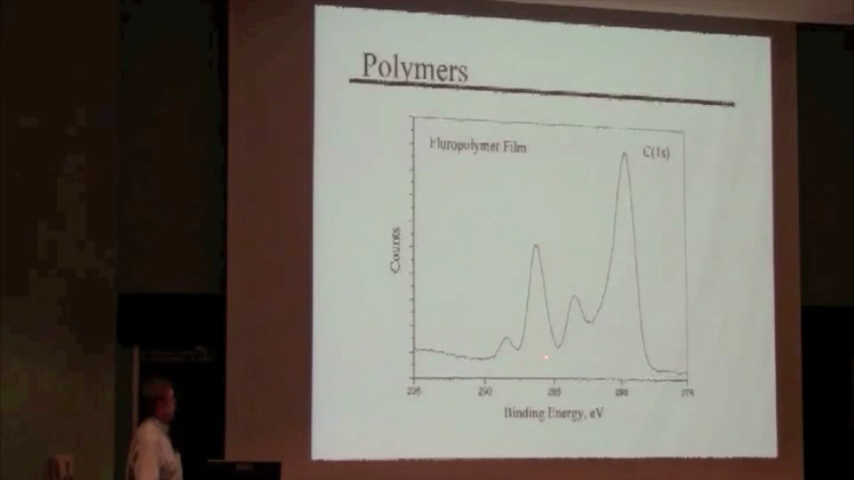 Polymers
Fluropolymer Film
C(1s)
Counts
295
290
285
280
275
Binding Energy, eV